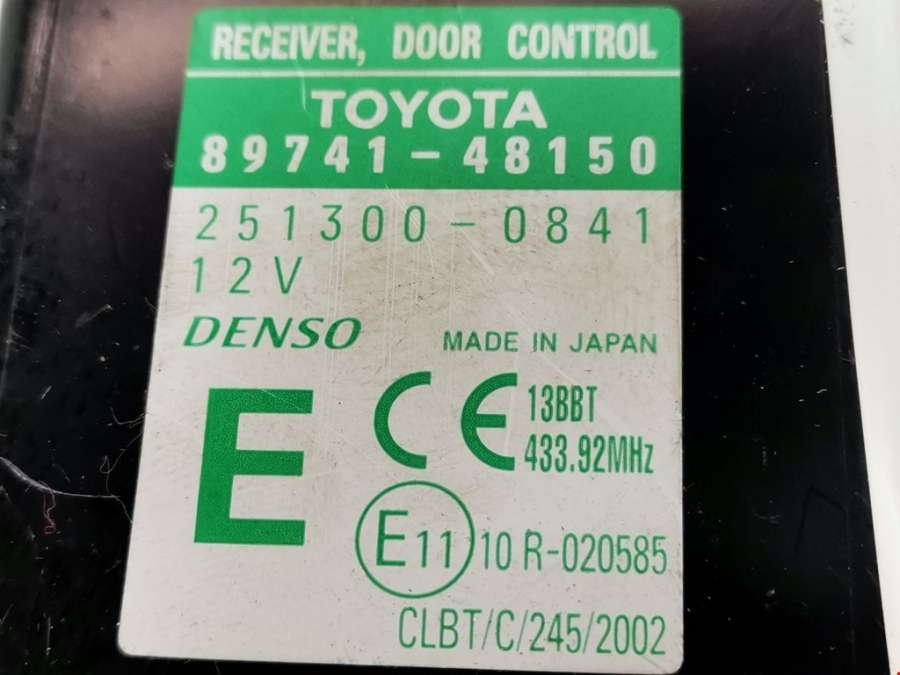 RECEIVER, DOOR CONTROL
TOYOTA
89741-48150
251300-0841
12V
DENSO MADE IN JAPAN
E CE 13BBT
433.92MHz
E11 10 R-020585
CLBT/C/245/2002